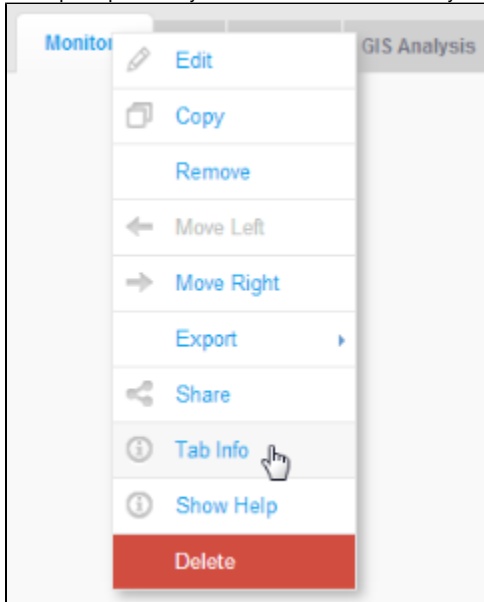 Monitor
GIS Analysis
Edit
Copy
Remove
Move Left
Move Right
Export
Share
Tab Info
Show Help
Delete